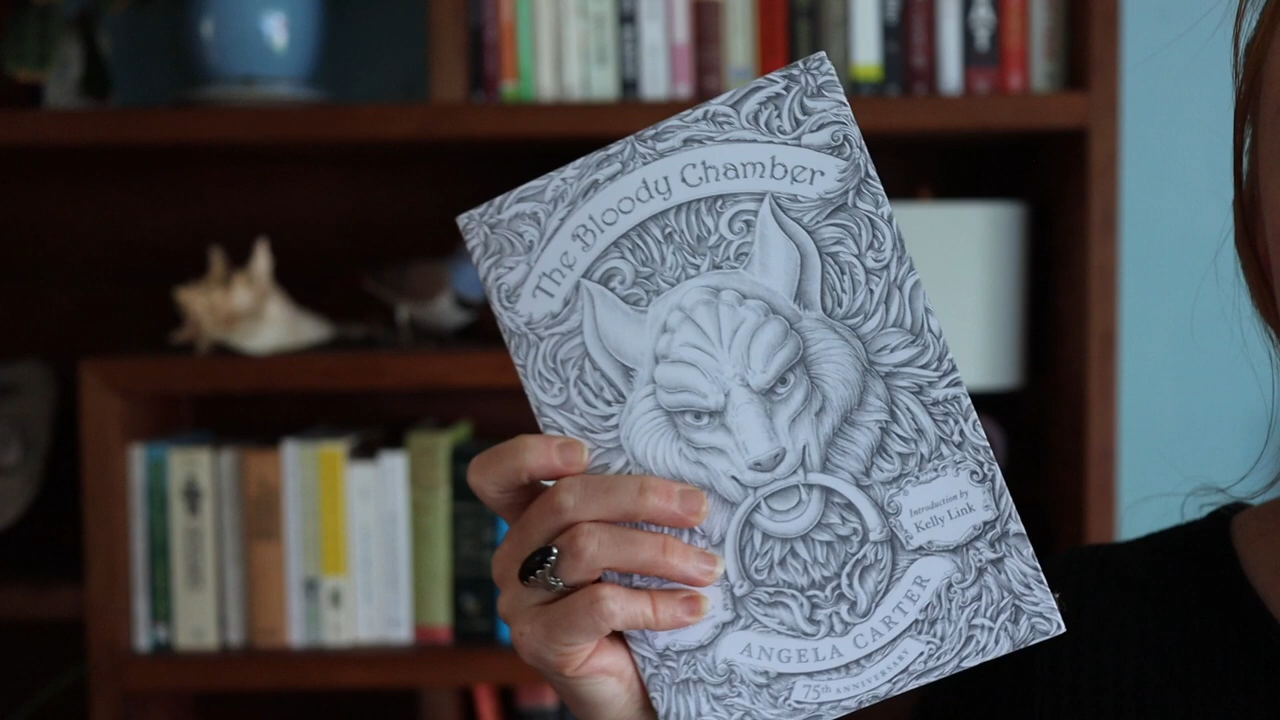 The Bloody Chamber
Introduction by
Kelly Link
ANGELA CARTER
75th ANNIVERSARY